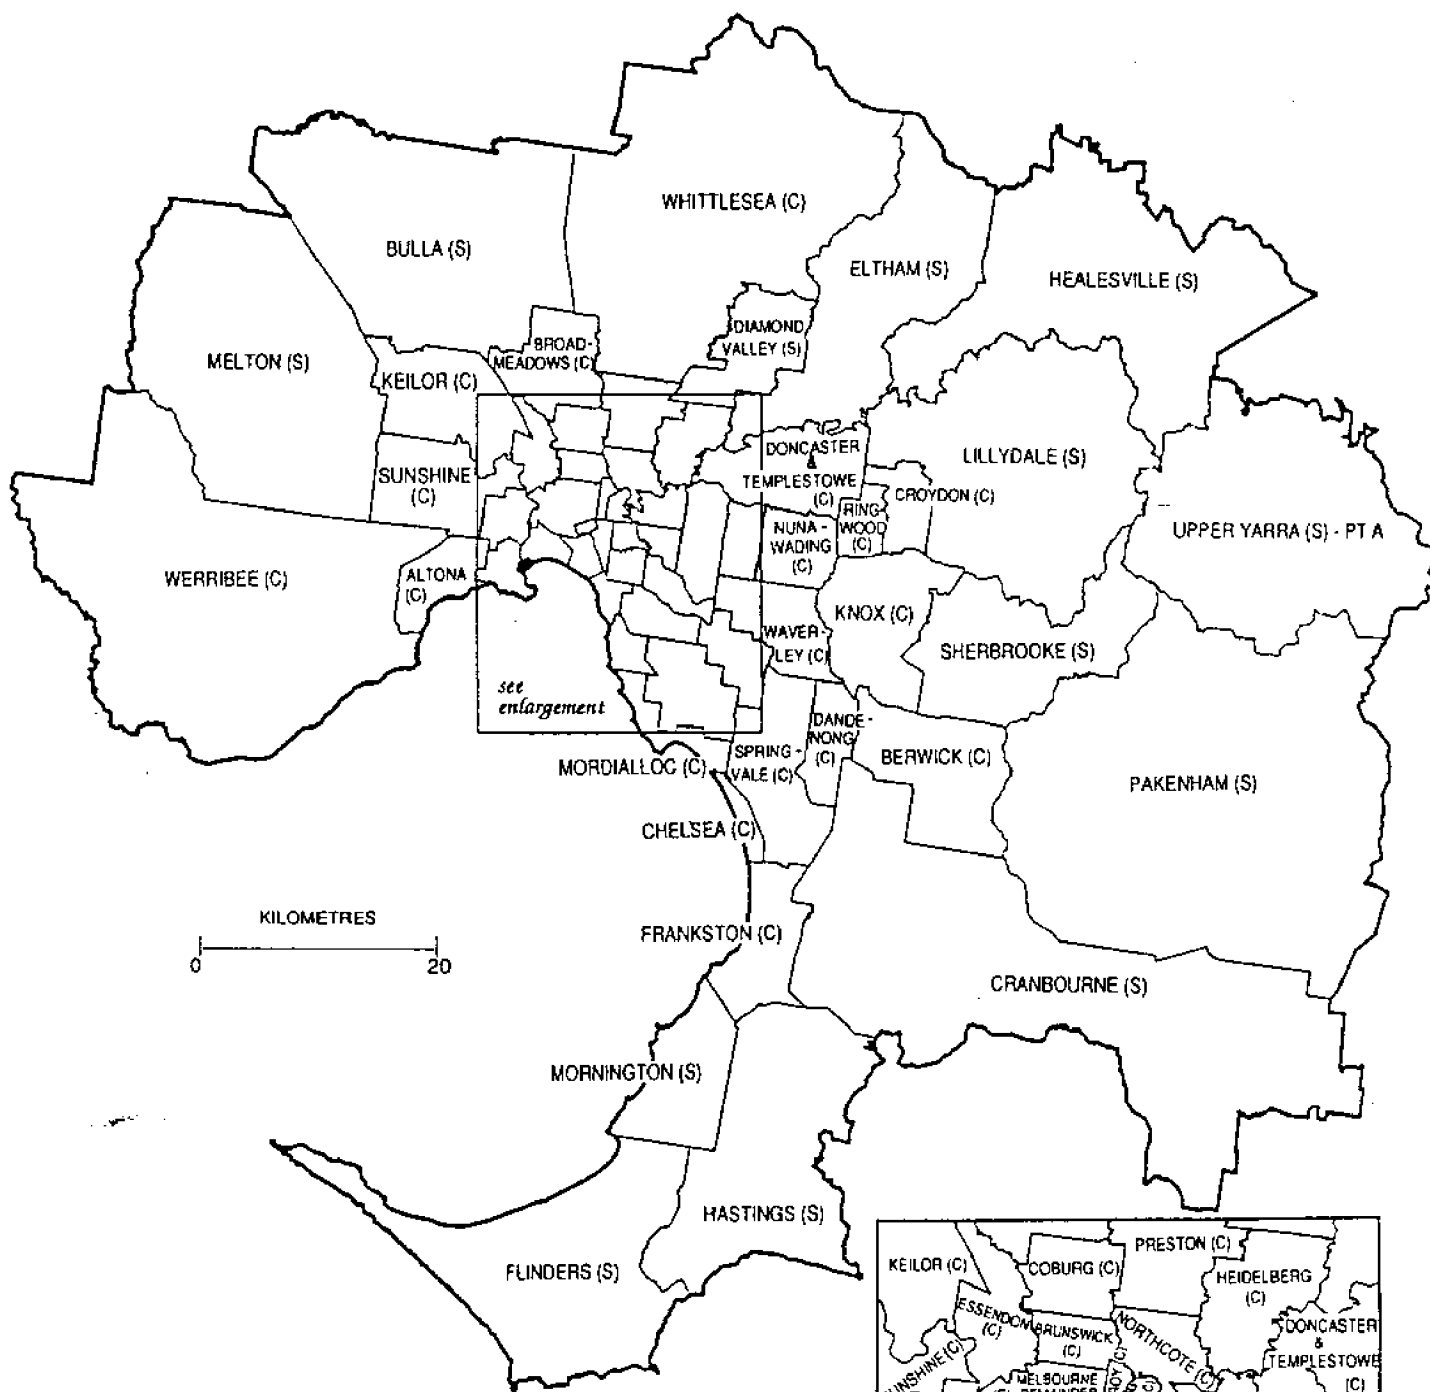 WHITTLESEA (C)
BULLA (S)
ELTHAM (S)
HEALESVILLE (S)
DIAMOND
VALLEY (S)
BROAD-
MEADOWS (C)
MELTON (S)
KEILOR (C)
DONCASTER
&
TEMPLESTOWE
(C)
LILLYDALE (S)
SUNSHINE
(C)
CROYDON (C)
RING-
WOOD
(C)
NUNA-
WADING
(C)
UPPER YARRA (S) - PT A
WERRIBEE (C)
ALTONA
(C)
KNOX (C)
WAVER-
LEY (C)
SHERBROOKE (S)
see
enlargement
DANDE-
NONG
(C)
SPRING-
VALE (C)
BERWICK (C)
MORDIALLOC (C)
PAKENHAM (S)
CHELSEA (C)
KILOMETRES
0 20
FRANKSTON (C)
CRANBOURNE (S)
MORNINGTON (S)
HASTINGS (S)
FLINDERS (S)
PRESTON (C)
KEILOR (C)
COBURG (C)
HEIDELBERG
(C)
ESSENDON
(C)
BRUNSWICK
(C)
NORTHCOTE (C)
DONCASTER
&
TEMPLESTOWE
(C)
MELBOURNE